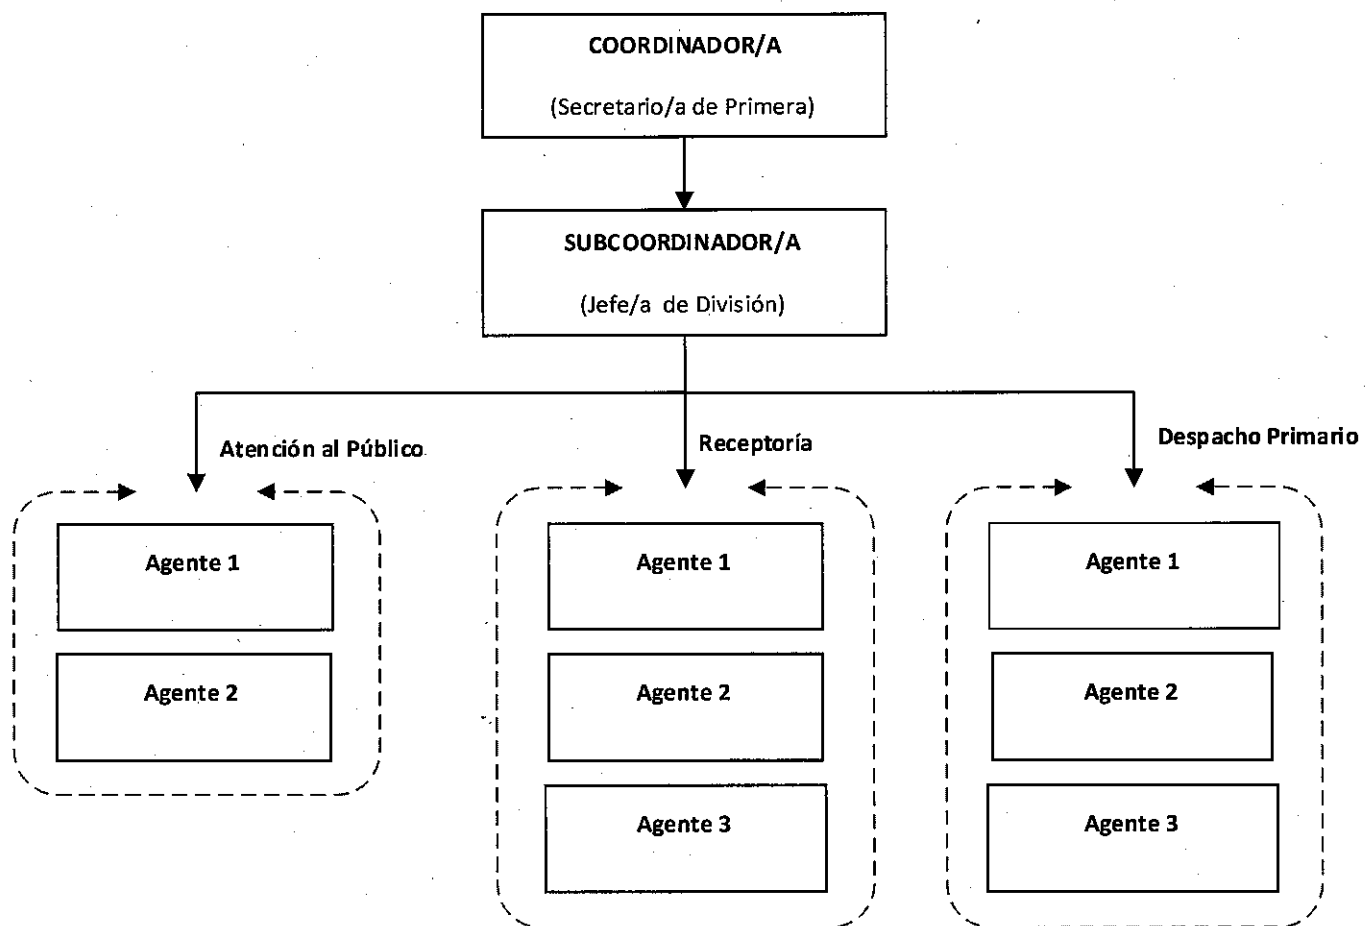 COORDINADOR/A
(Secretario/a de Primera)
SUBCOORDINADOR/A
(Jefe/a de División)
Atención al Público
Receptoría
Despacho Primario
Agente 1
Agente 2
Agente 1
Agente 2
Agente 3
Agente 1
Agente 2
Agente 3